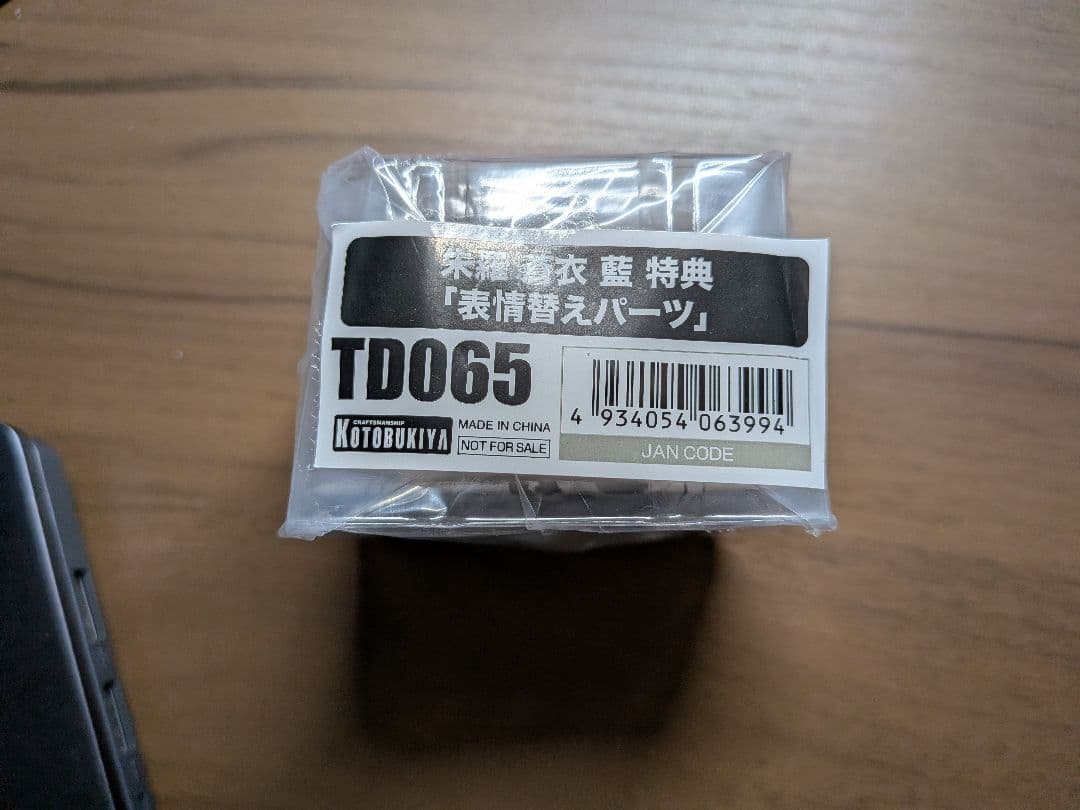 朱羅 蒼衣 藍 特典
「表情替えパーツ」
TD065
CRAFTSMANSHIP
KOTOBUKIYA
MADE IN CHINA
NOT FOR SALE
4 934054 063994
JAN CODE